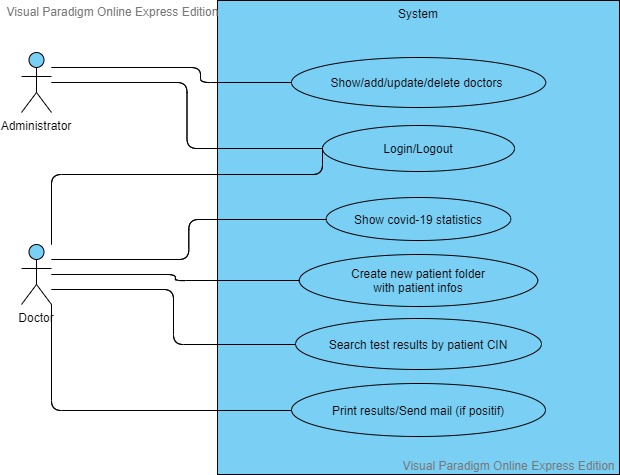 Visual Paradigm Online Express Edition
System
Show/add/update/delete doctors
Administrator
Login/Logout
Show covid-19 statistics
Create new patient folder
with patient infos
Doctor
Search test results by patient CIN
Print results/Send mail (if positif)
Visual Paradigm Online Express Edition